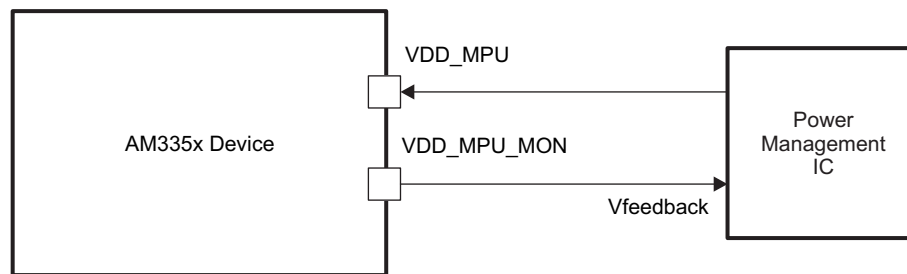 VDD_MPU
AM335x Device
VDD_MPU_MON
Vfeedback
Power
Management
IC